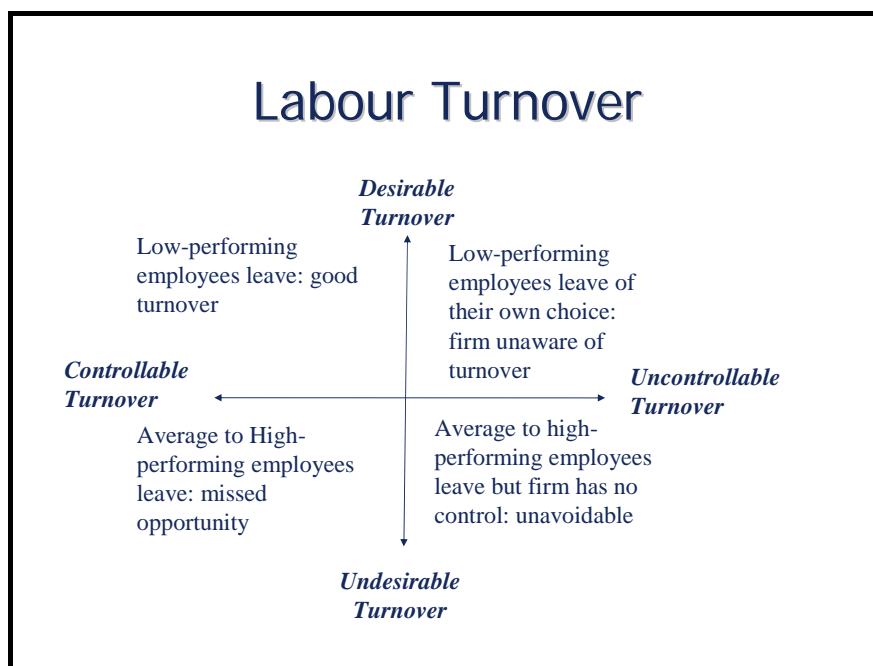 Labour Turnover
Desirable
Turnover
Low-performing
employees leave: good
turnover
Low-performing
employees leave of
their own choice:
firm unaware of
turnover
Controllable
Turnover
Uncontrollable
Turnover
Average to High-
performing employees
leave: missed
opportunity
Average to high-
performing employees
leave but firm has no
control: unavoidable
Undesirable
Turnover